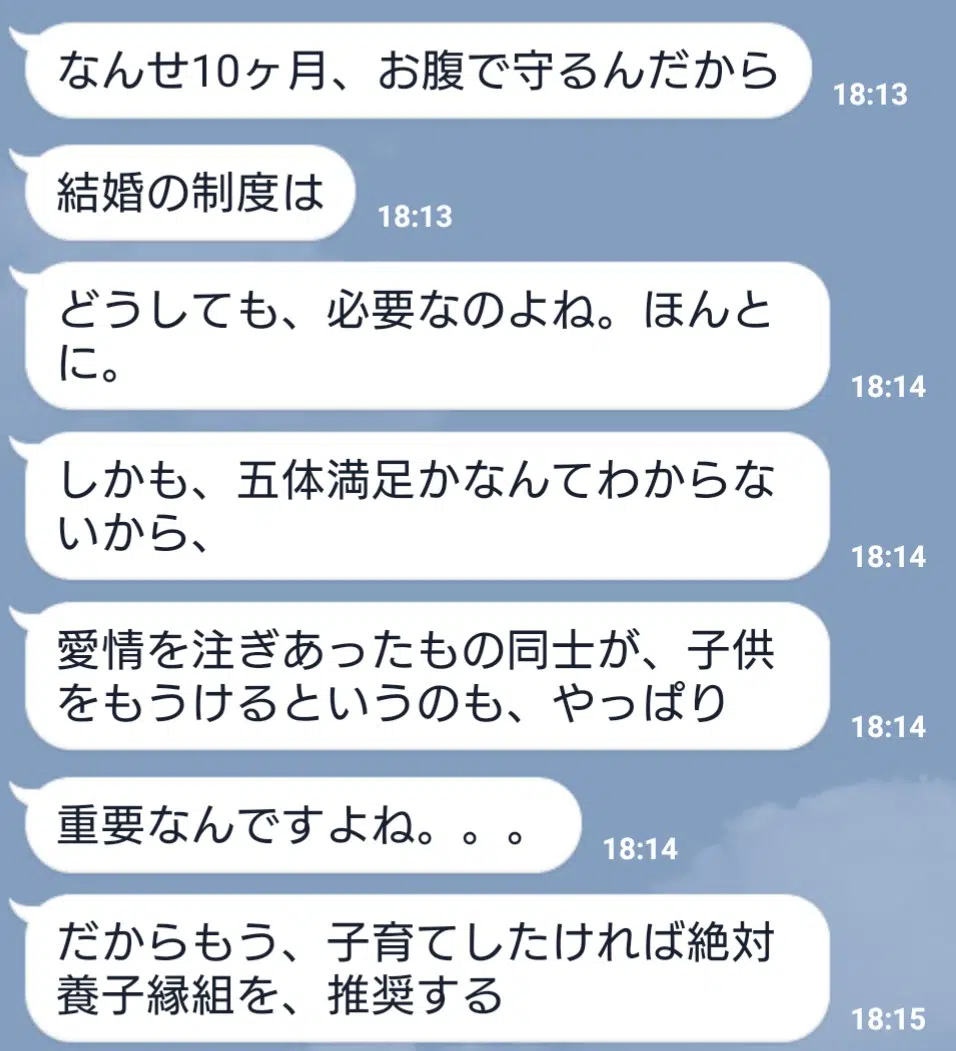 なんせ10ヶ月、お腹で守るんだから
18:13
結婚の制度は
18:13
どうしても、必要なのよね。ほんと
に。
18:14
しかも、五体満足かなんてわからな
いから、
18:14
愛情を注ぎあったもの同士が、子供
をもうけるというのも、やっぱり
18:14
重要なんですよね。。。
18:14
だからもう、子育てしたければ絶対
養子縁組を、推奨する
18:15